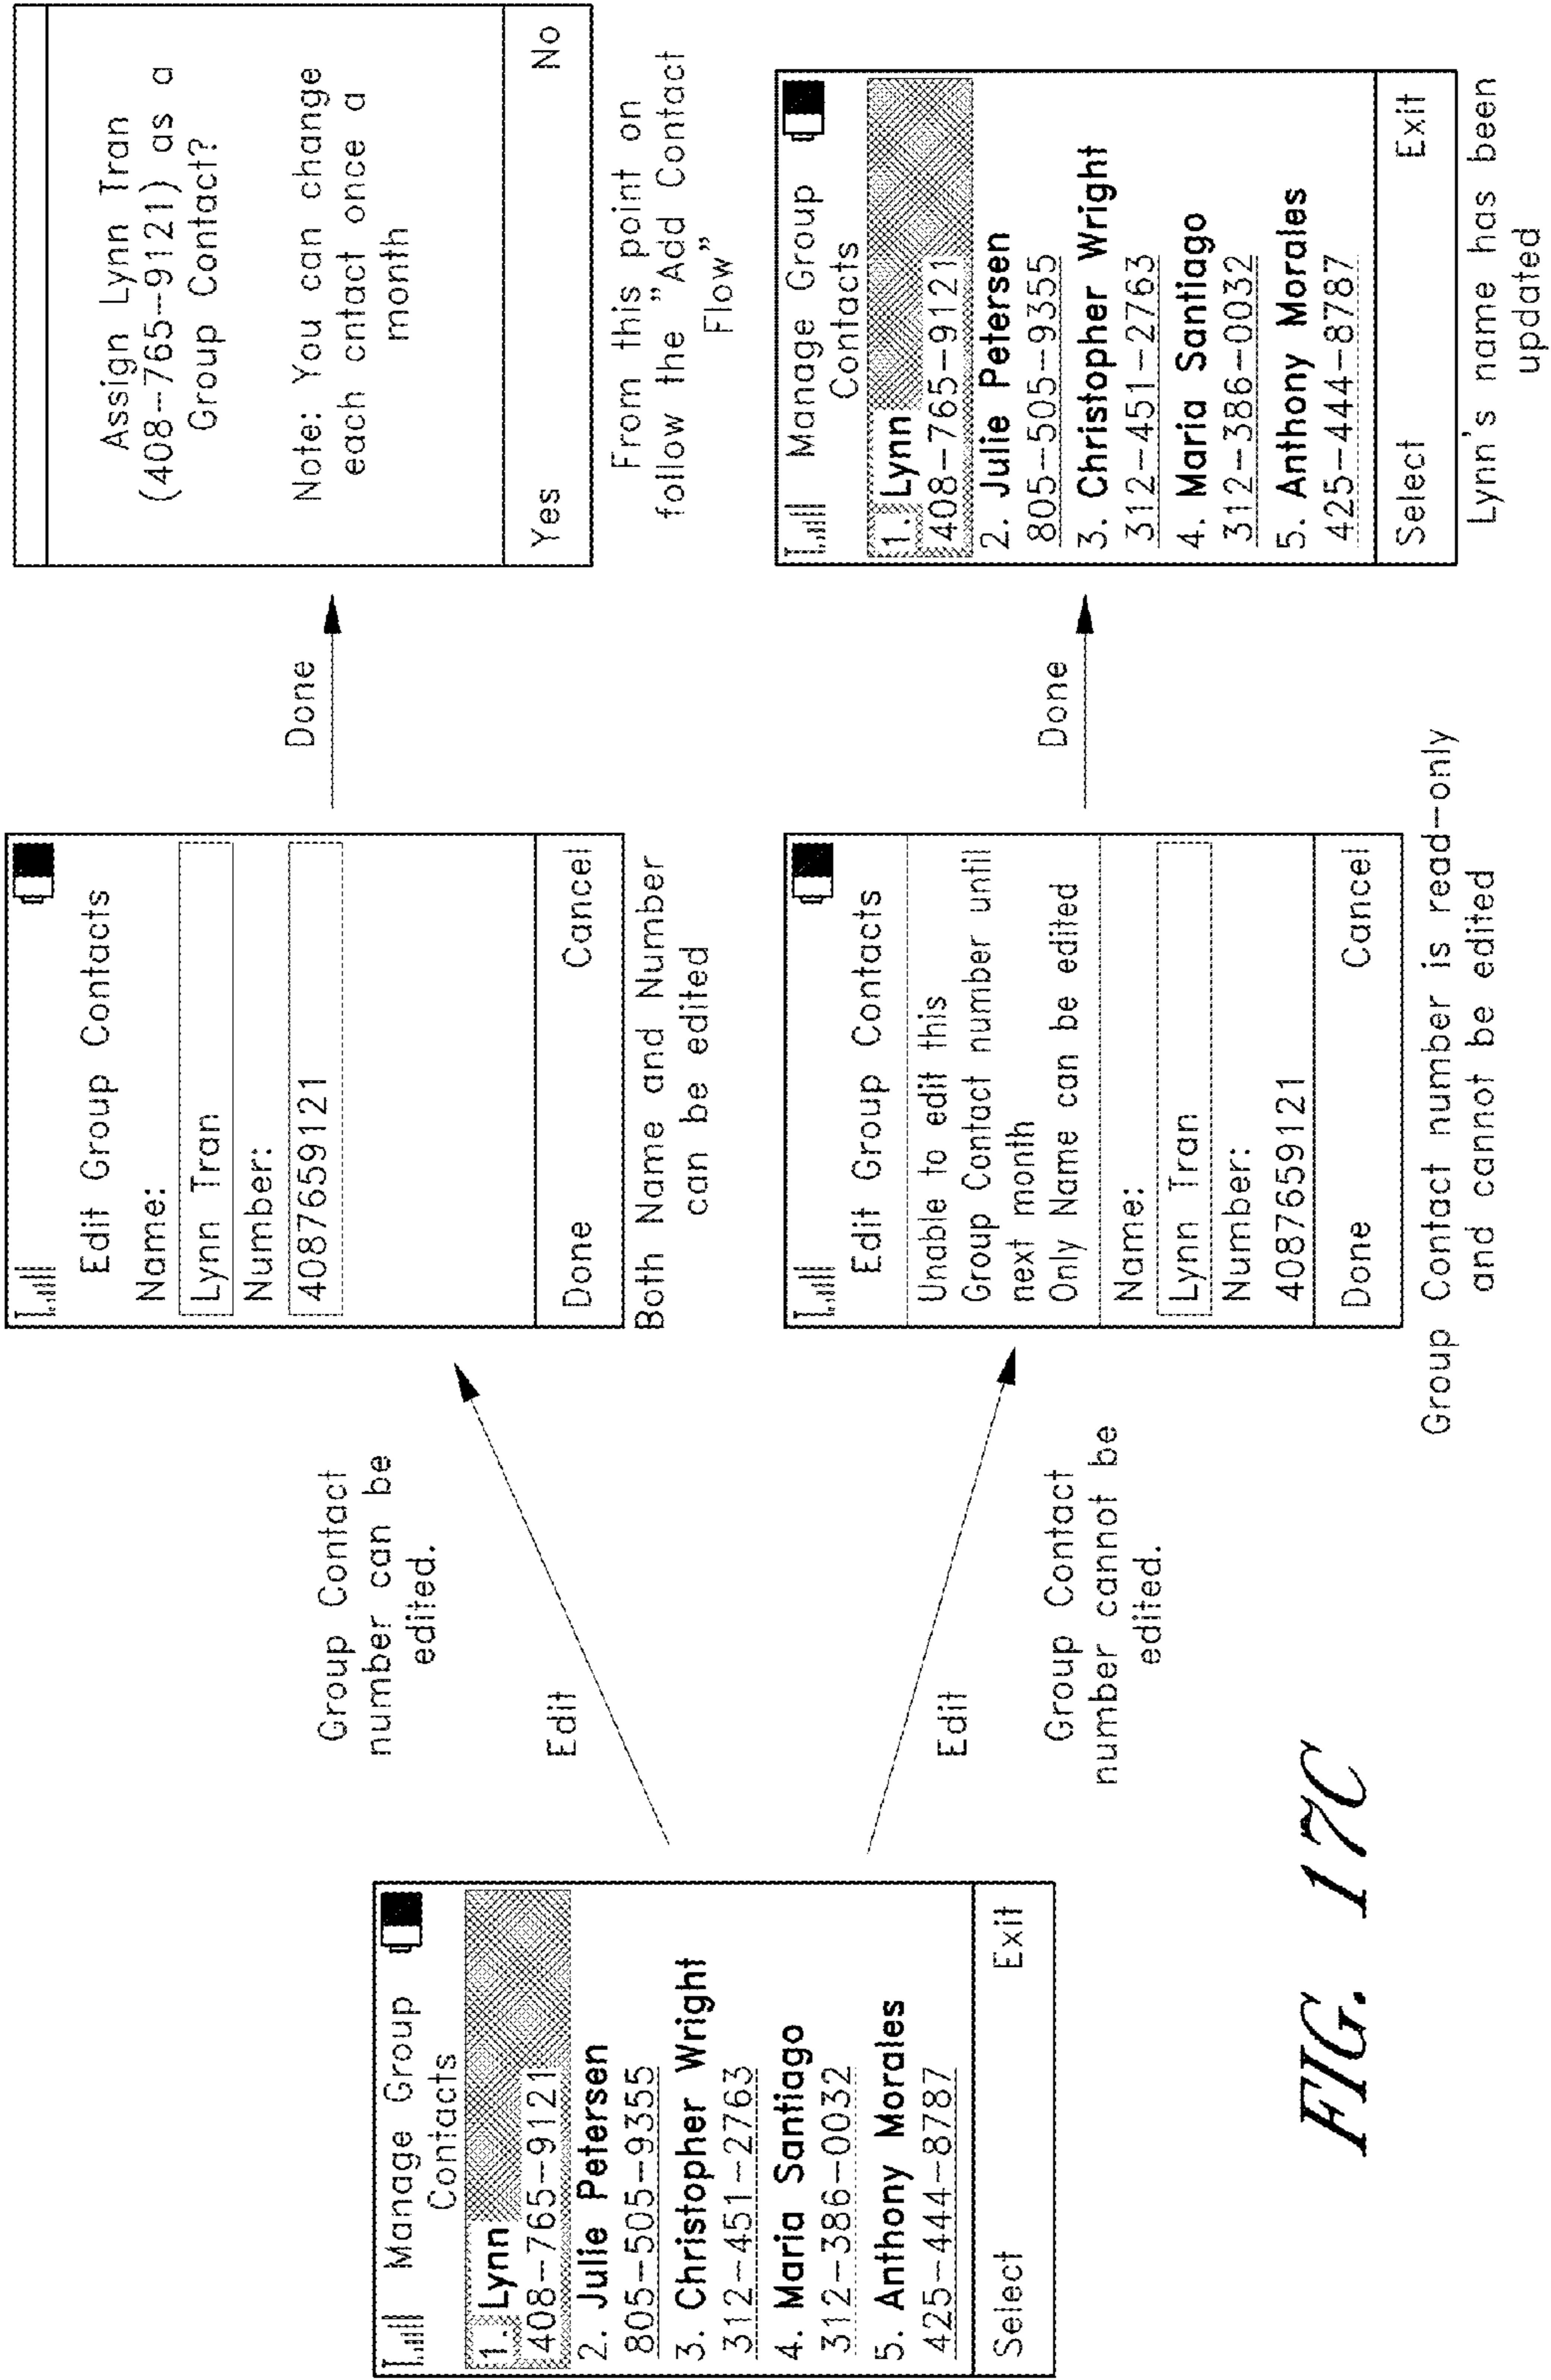 Manage Group
Contacts
1. Lynn
408-765-9121
2. Julie Petersen
805-505-9355
3. Christopher Wright
312-451-2763
4. Maria Santiago
312-386-0032
5. Anthony Morales
425-444-8787
Select Exit
Group Contact
number can be
edited.
Edit
Edit
Group Contact
number cannot be
edited.
Edit Group Contacts
Name:
Lynn Tran
Number:
4087659121
Done Cancel
Both Name and Number
can be edited
Done
Assign Lynn Tran
(408-765-9121) as a
Group Contact?
Note: You can change
each cntact once a
month
Yes No
From this point on
follow the "Add Contact
Flow"
Edit Group Contacts
Unable to edit this
Group Contact number until
next month
Only Name can be edited
Name:
Lynn Tran
Number:
4087659121
Done Cancel
Group Contact number is read-only
and cannot be edited
Done
Manage Group
Contacts
1. Lynn
408-765-9121
2. Julie Petersen
805-505-9355
3. Christopher Wright
312-451-2763
4. Maria Santiago
312-386-0032
5. Anthony Morales
425-444-8787
Select Exit
Lynn's name has been
updated
FIG. 17C